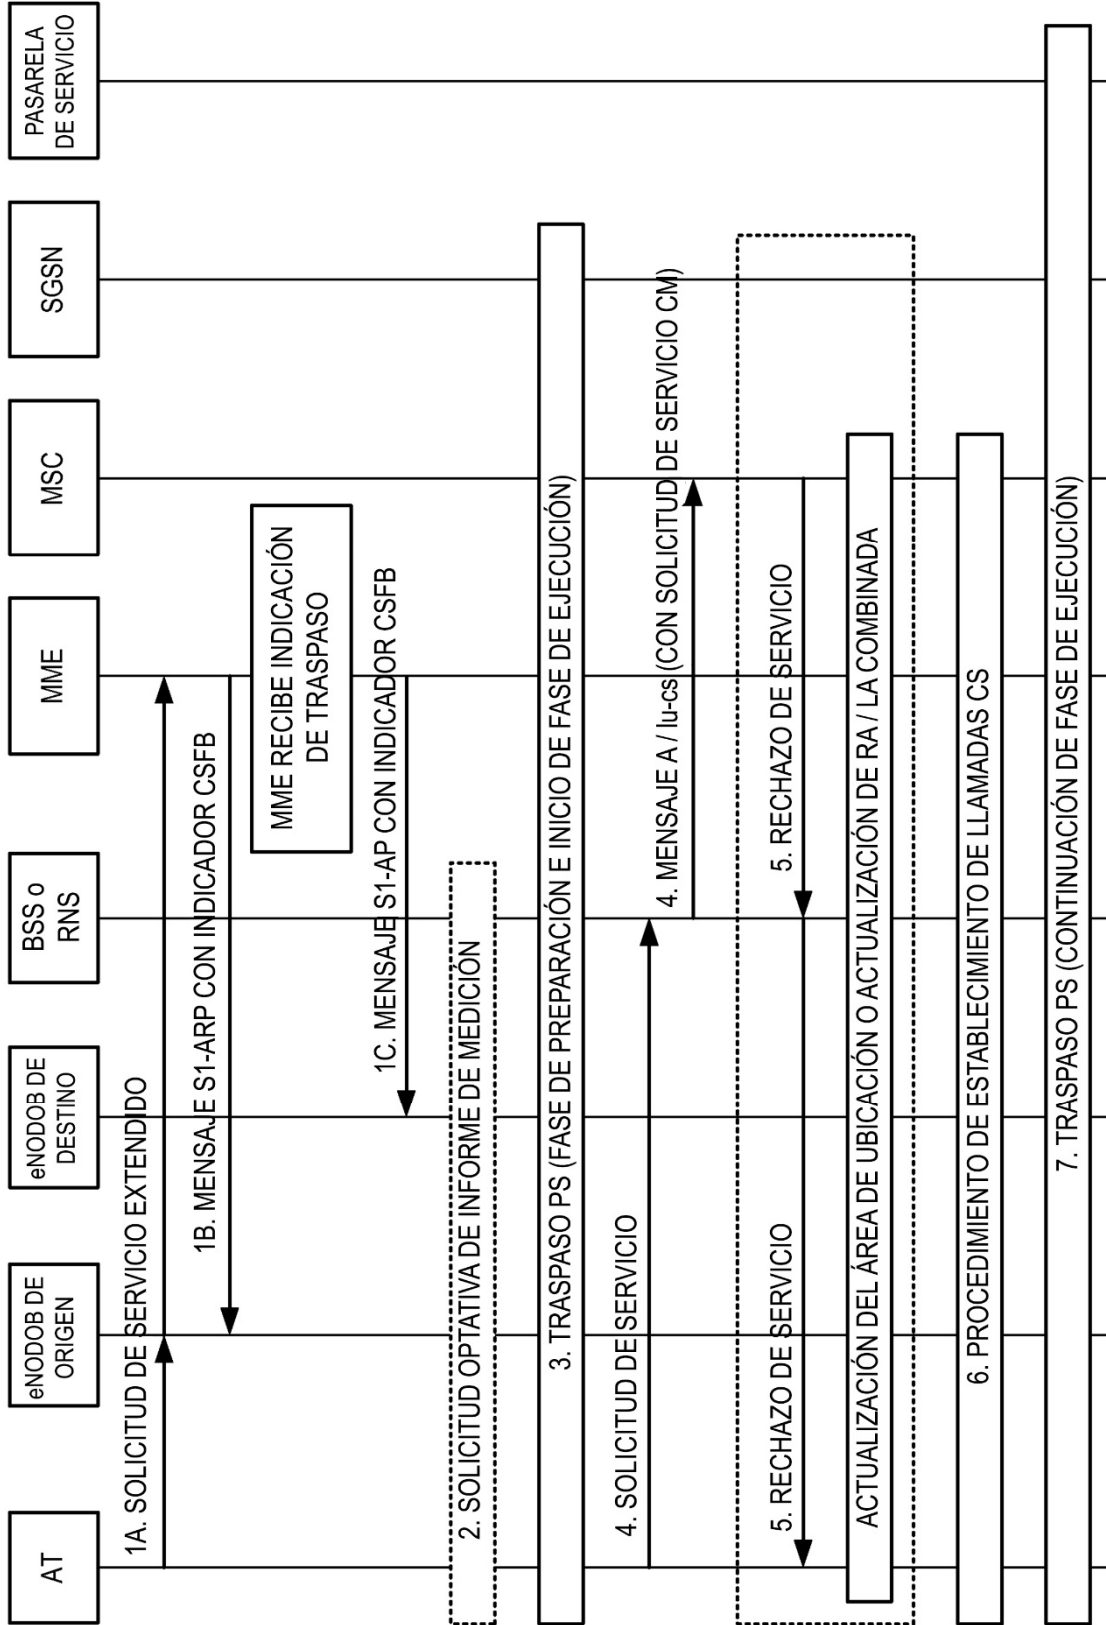 AT
eNODOB DE
ORIGEN
eNODOB DE
DESTINO
BSS o
RNS
MME
MSC
SGSN
PASARELA
DE SERVICIO
1A. SOLICITUD DE SERVICIO EXTENDIDO
1B. MENSAJE S1-ARP CON INDICADOR CSFB
MME RECIBE INDICACIÓN
DE TRASPASO
1C. MENSAJE S1-AP CON INDICADOR CSFB
2. SOLICITUD OPTATIVA DE INFORME DE MEDICIÓN
3. TRASPASO PS (FASE DE PREPARACIÓN E INICIO DE FASE DE EJECUCIÓN)
4. SOLICITUD DE SERVICIO
4. MENSAJE A / Iu-cs (CON SOLICITUD DE SERVICIO CM)
5. RECHAZO DE SERVICIO
5. RECHAZO DE SERVICIO
ACTUALIZACIÓN DEL ÁREA DE UBICACIÓN O ACTUALIZACIÓN DE RA / LA COMBINADA
6. PROCEDIMIENTO DE ESTABLECIMIENTO DE LLAMADAS CS
7. TRASPASO PS (CONTINUACIÓN DE FASE DE EJECUCIÓN)